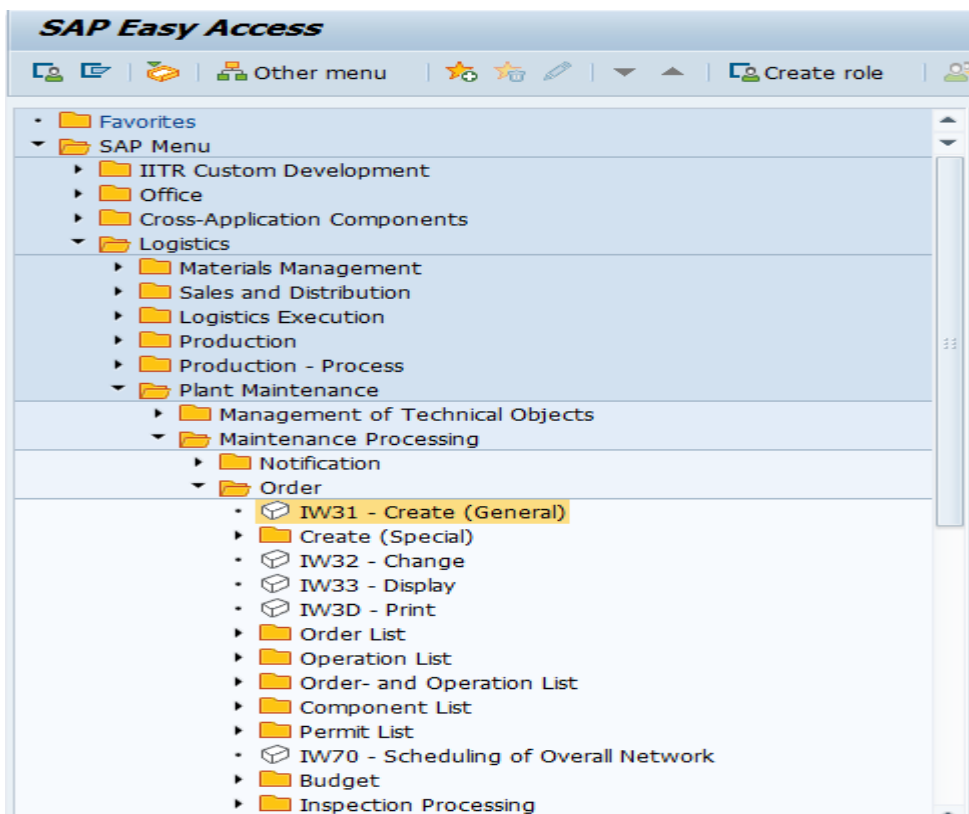 SAP Easy Access
Other menu Create role
Favorites
SAP Menu
IITR Custom Development
Office
Cross-Application Components
Logistics
Materials Management
Sales and Distribution
Logistics Execution
Production
Production - Process
Plant Maintenance
Management of Technical Objects
Maintenance Processing
Notification
Order
IW31 - Create (General)
Create (Special)
IW32 - Change
IW33 - Display
IW3D - Print
Order List
Operation List
Order- and Operation List
Component List
Permit List
IW70 - Scheduling of Overall Network
Budget
Inspection Processing